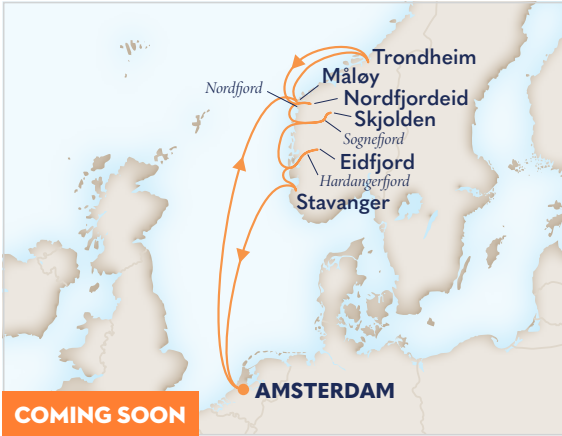 Trondheim
Måløy
Nordfjord
Nordfjordeid
Skjolden
Sognefjord
Eidfjord
Hardangerfjord
Stavanger
AMSTERDAM
COMING SOON